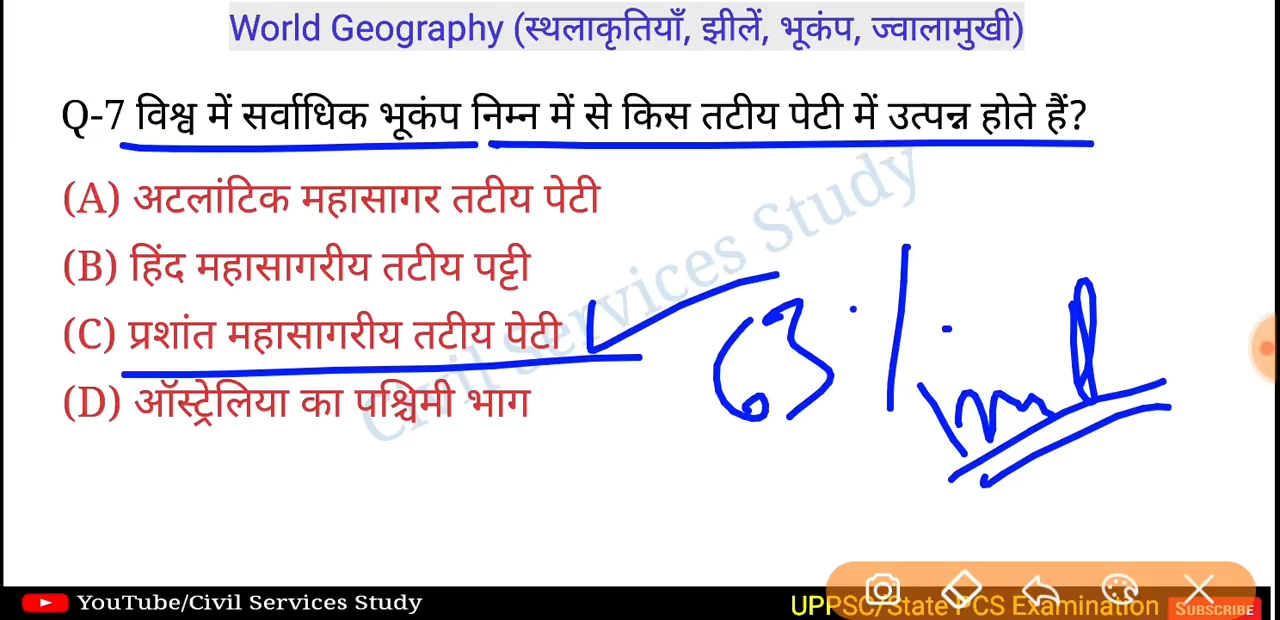 World Geography (स्थलाकृतियाँ, झीलें, भूकंप, ज्वालामुखी)
Q-7 विश्व में सर्वाधिक भूकंप निम्न में से किस तटीय पेटी में उत्पन्न होते हैं?
(A) अटलांटिक महासागर तटीय पेटी
(B) हिंद महासागरीय तटीय पट्टी
(C) प्रशांत महासागरीय तटीय पेटी
(D) ऑस्ट्रेलिया का पश्चिमी भाग
Civil Services Study
63%
YouTube/Civil Services Study
UPPSC/State PCS Examination
SUBSCRIBE